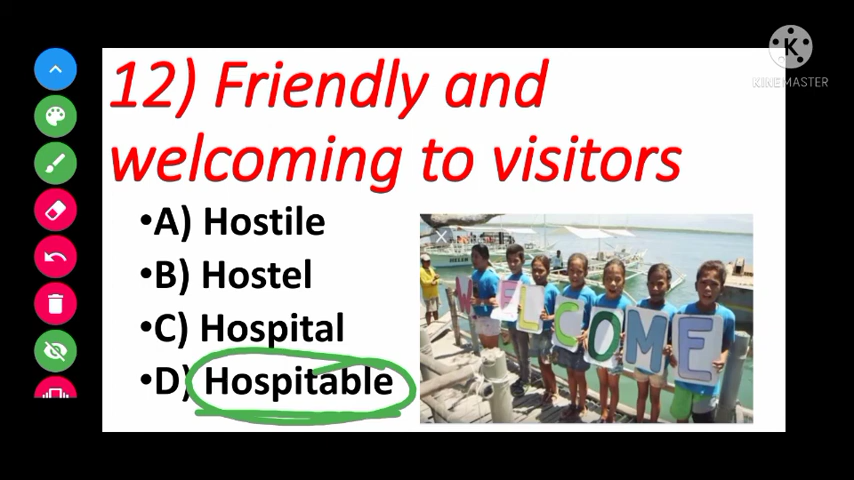 KINEMASTER
12) Friendly and
welcoming to visitors
•A) Hostile
•B) Hostel
•C) Hospital
•D) Hospitable
WELCOME